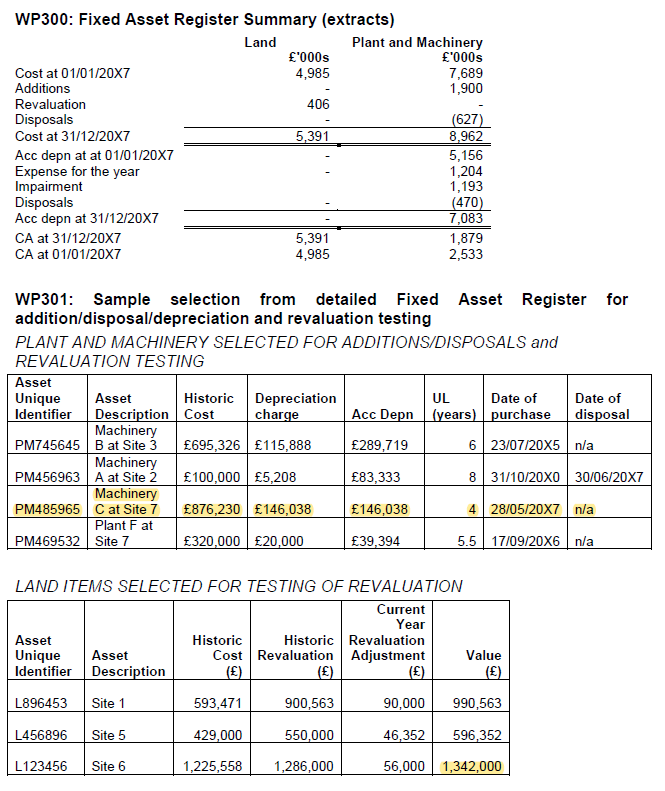 WP300: Fixed Asset Register Summary (extracts)
Land Plant and Machinery
£'000s £'000s
Cost at 01/01/20X7 4,985 7,689
Additions - 1,900
Revaluation 406 -
Disposals - (627)
Cost at 31/12/20X7 5,391 8,962
Acc depn at at 01/01/20X7 - 5,156
Expense for the year - 1,204
Impairment 1,193
Disposals - (470)
Acc depn at 31/12/20X7 - 7,083
CA at 31/12/20X7 5,391 1,879
CA at 01/01/20X7 4,985 2,533
WP301: Sample selection from detailed Fixed Asset Register for
addition/disposal/depreciation and revaluation testing
PLANT AND MACHINERY SELECTED FOR ADDITIONS/DISPOSALS and
REVALUATION TESTING
Asset
Unique Asset Historic Depreciation UL Date of Date of
Identifier Description Cost charge Acc Depn (years) purchase disposal
Machinery
PM745645 B at Site 3 £695,326 £115,888 £289,719 6 23/07/20X5 n/a
Machinery
PM456963 A at Site 2 £100,000 £5,208 £83,333 8 31/10/20X0 30/06/20X7
Machinery
PM485965 C at Site 7 £876,230 £146,038 £146,038 4 28/05/20X7 n/a
Plant F at
PM469532 Site 7 £320,000 £20,000 £39,394 5.5 17/09/20X6 n/a
LAND ITEMS SELECTED FOR TESTING OF REVALUATION
Current
Year
Asset Historic Historic Revaluation
Unique Asset Cost Revaluation Adjustment Value
Identifier Description (£) (£) (£) (£)
L896453 Site 1 593,471 900,563 90,000 990,563
L456896 Site 5 429,000 550,000 46,352 596,352
L123456 Site 6 1,225,558 1,286,000 56,000 1,342,000